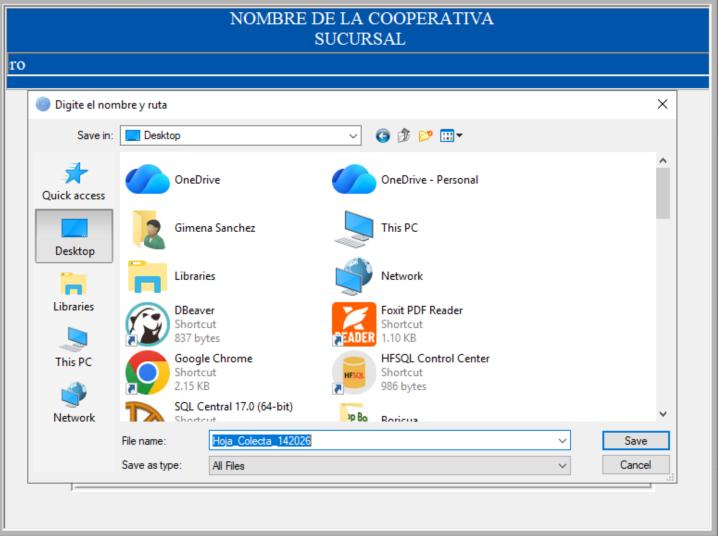 NOMBRE DE LA COOPERATIVA
SUCURSAL
ro
Digite el nombre y ruta
Save in:
Desktop
Quick access
Desktop
Libraries
This PC
Network
OneDrive
OneDrive - Personal
Gimena Sanchez
This PC
Libraries
Network
DBeaver
Shortcut
837 bytes
READER
Foxit PDF Reader
Shortcut
1.10 KB
Google Chrome
Shortcut
2.15 KB
HFSQL
HFSQL Control Center
Shortcut
986 bytes
SQL Central 17.0 (64-bit)
Shortcut
Boricua
File name:
Hoja_Colecta_142026
Save
Save as type:
All Files
Cancel